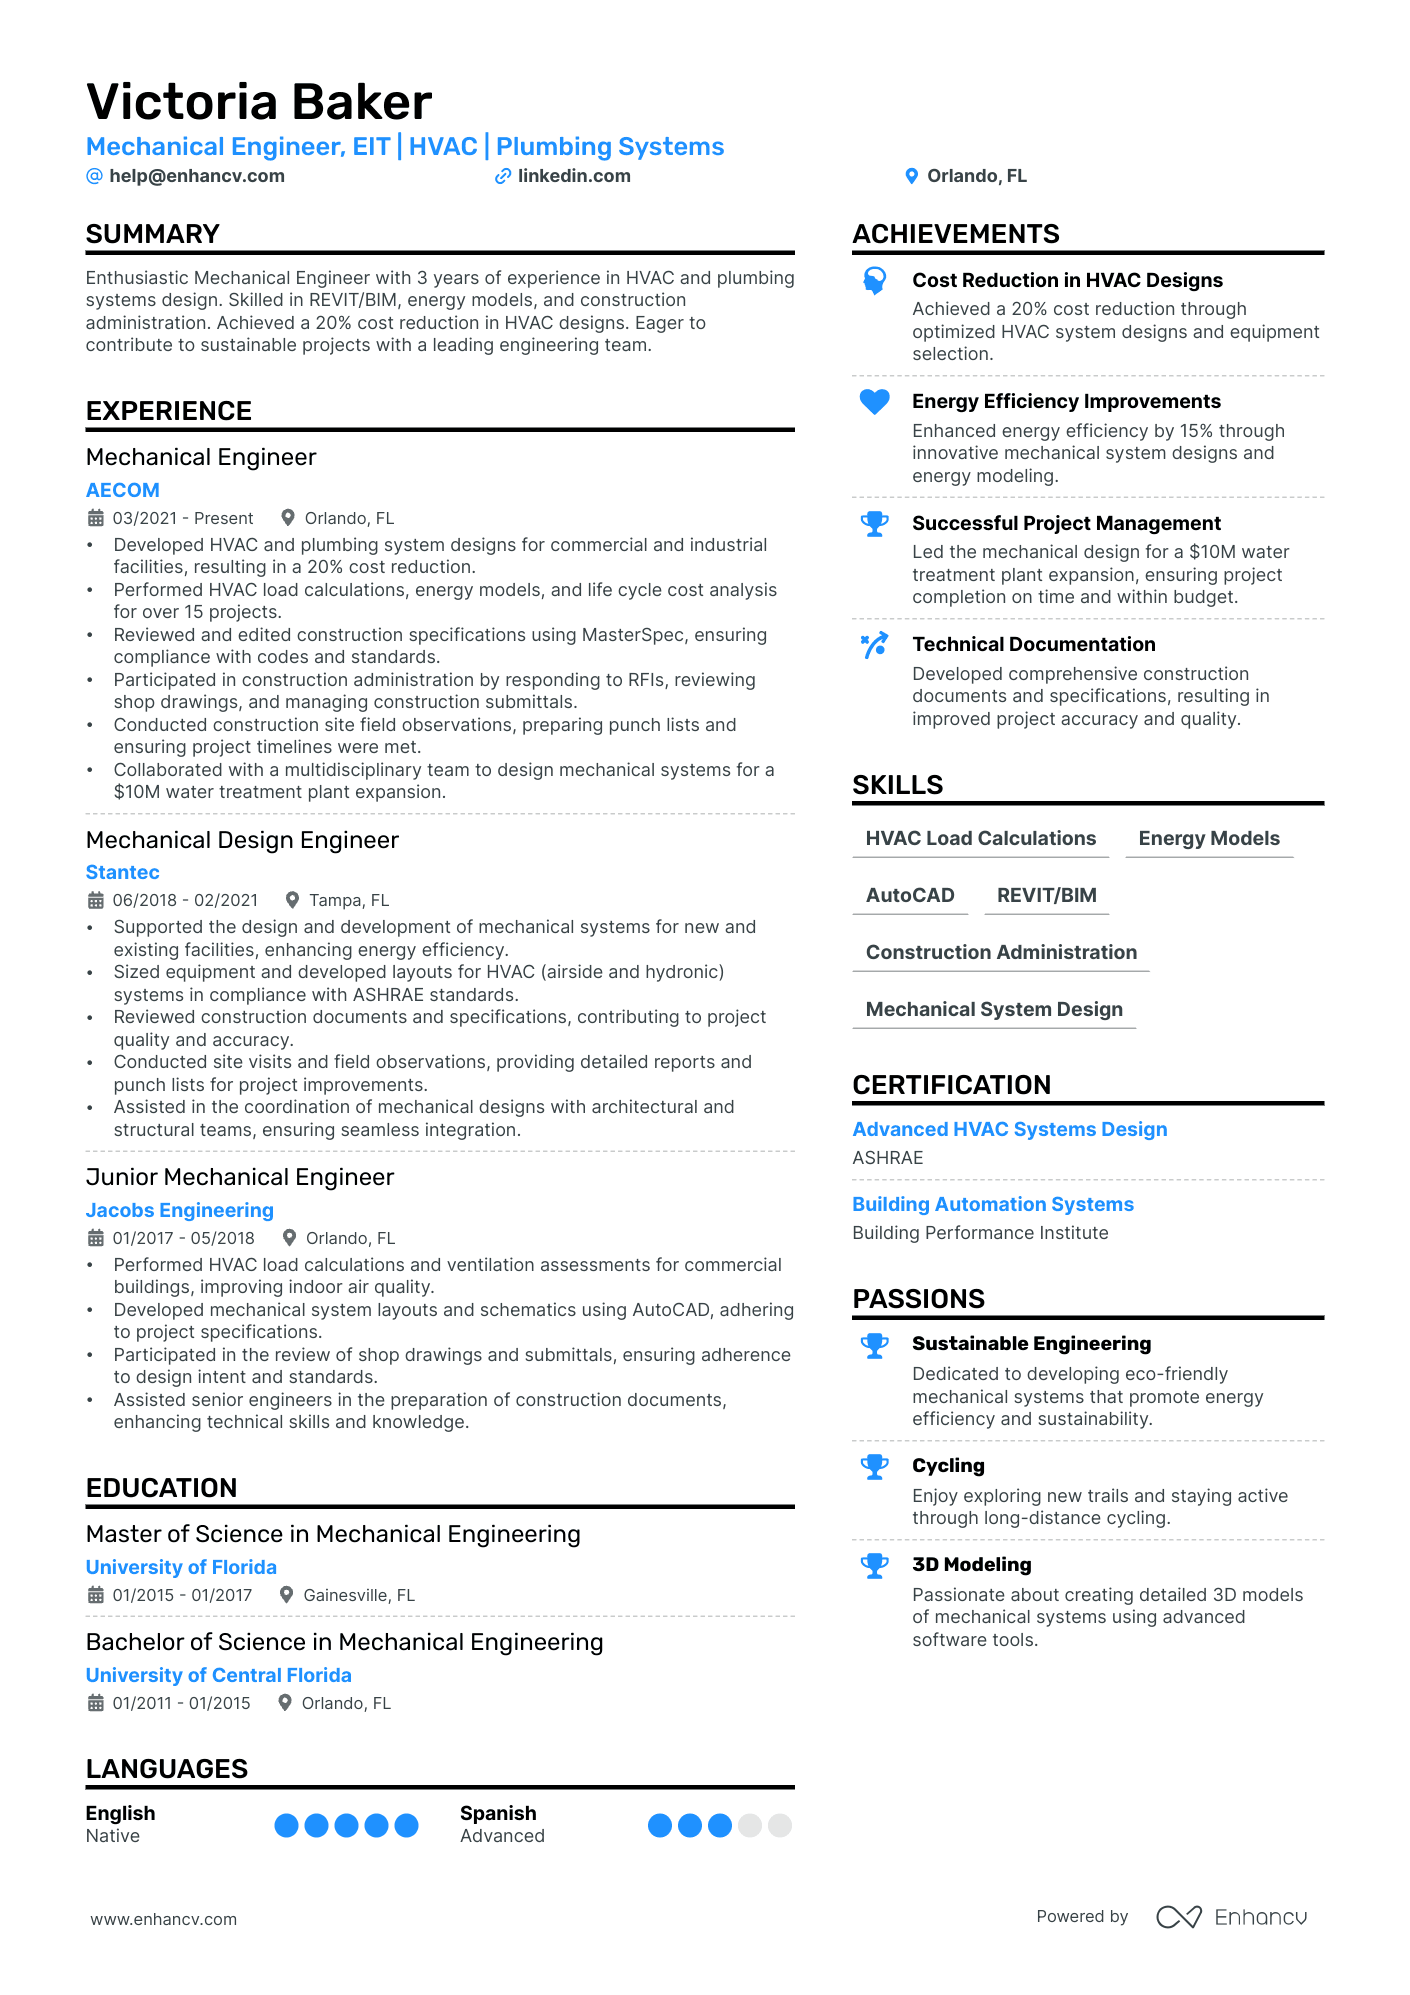 Victoria Baker
Mechanical Engineer, EIT | HVAC | Plumbing Systems
help@enhancv.com
linkedin.com
Orlando, FL
SUMMARY
Enthusiastic Mechanical Engineer with 3 years of experience in HVAC and plumbing
systems design. Skilled in REVIT/BIM, energy models, and construction
administration. Achieved a 20% cost reduction in HVAC designs. Eager to
contribute to sustainable projects with a leading engineering team.
EXPERIENCE
Mechanical Engineer
AECOM
03/2021 - Present Orlando, FL
• Developed HVAC and plumbing system designs for commercial and industrial
facilities, resulting in a 20% cost reduction.
• Performed HVAC load calculations, energy models, and life cycle cost analysis
for over 15 projects.
• Reviewed and edited construction specifications using MasterSpec, ensuring
compliance with codes and standards.
• Participated in construction administration by responding to RFIs, reviewing
shop drawings, and managing construction submittals.
• Conducted construction site field observations, preparing punch lists and
ensuring project timelines were met.
• Collaborated with a multidisciplinary team to design mechanical systems for a
$10M water treatment plant expansion.
Mechanical Design Engineer
Stantec
06/2018 - 02/2021 Tampa, FL
• Supported the design and development of mechanical systems for new and
existing facilities, enhancing energy efficiency.
• Sized equipment and developed layouts for HVAC (airside and hydronic)
systems in compliance with ASHRAE standards.
• Reviewed construction documents and specifications, contributing to project
quality and accuracy.
• Conducted site visits and field observations, providing detailed reports and
punch lists for project improvements.
• Assisted in the coordination of mechanical designs with architectural and
structural teams, ensuring seamless integration.
Junior Mechanical Engineer
Jacobs Engineering
01/2017 - 05/2018 Orlando, FL
• Performed HVAC load calculations and ventilation assessments for commercial
buildings, improving indoor air quality.
• Developed mechanical system layouts and schematics using AutoCAD, adhering
to project specifications.
• Participated in the review of shop drawings and submittals, ensuring adherence
to design intent and standards.
• Assisted senior engineers in the preparation of construction documents,
enhancing technical skills and knowledge.
EDUCATION
Master of Science in Mechanical Engineering
University of Florida
01/2015 - 01/2017 Gainesville, FL
Bachelor of Science in Mechanical Engineering
University of Central Florida
01/2011 - 01/2015 Orlando, FL
LANGUAGES
English
Native
Spanish
Advanced
ACHIEVEMENTS
Cost Reduction in HVAC Designs
Achieved a 20% cost reduction through
optimized HVAC system designs and equipment
selection.
Energy Efficiency Improvements
Enhanced energy efficiency by 15% through
innovative mechanical system designs and
energy modeling.
Successful Project Management
Led the mechanical design for a $10M water
treatment plant expansion, ensuring project
completion on time and within budget.
Technical Documentation
Developed comprehensive construction
documents and specifications, resulting in
improved project accuracy and quality.
SKILLS
HVAC Load Calculations Energy Models
AutoCAD REVIT/BIM
Construction Administration
Mechanical System Design
CERTIFICATION
Advanced HVAC Systems Design
ASHRAE
Building Automation Systems
Building Performance Institute
PASSIONS
Sustainable Engineering
Dedicated to developing eco-friendly
mechanical systems that promote energy
efficiency and sustainability.
Cycling
Enjoy exploring new trails and staying active
through long-distance cycling.
3D Modeling
Passionate about creating detailed 3D models
of mechanical systems using advanced
software tools.
www.enhancv.com
Powered by Enhancv